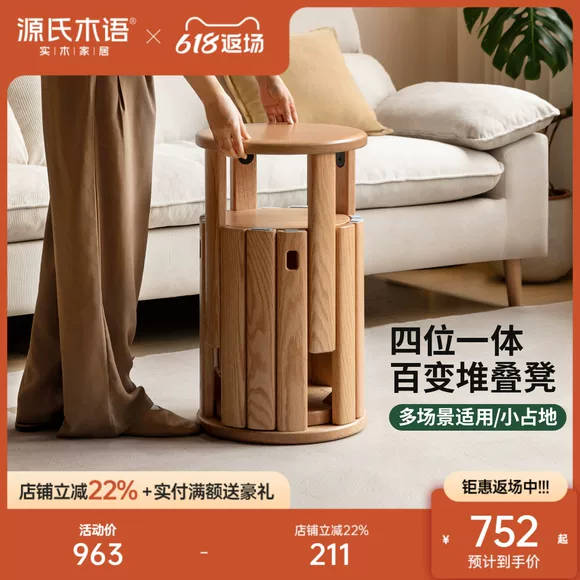 源氏木语®
实木家居
×
618返场
四位一体
百变堆叠凳
多场景适用/小占地
店铺立减22%+实付满额送豪礼
钜惠返场中!!!
活动价
963
-
店铺立减22%
211
¥ 752 起
预计到手价